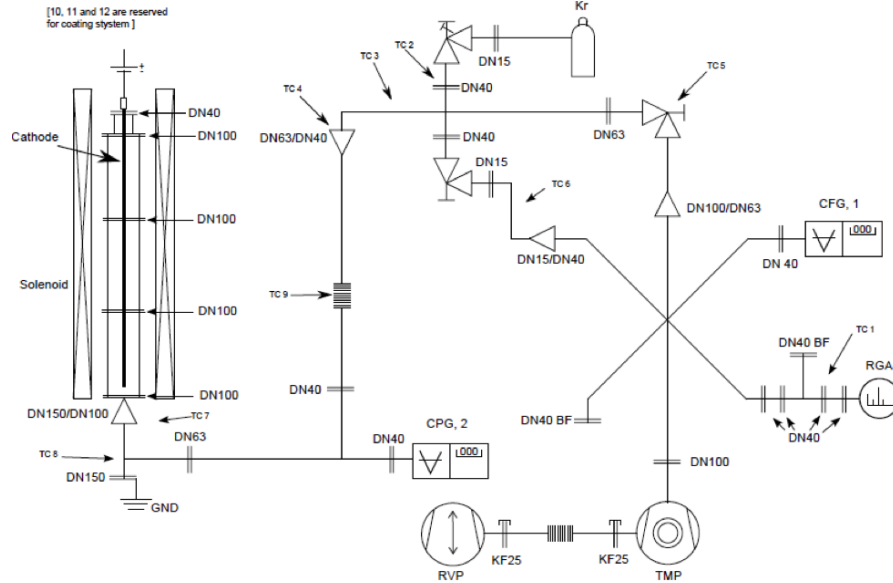 [10, 11 and 12 are reserved
for coating stystem ]
Kr
±
TC 2
DN15
TC 3
TC 5
TC 4
DN40
DN40
Cathode
DN100
DN63/DN40
DN40
DN63
DN15
TC 6
DN100/DN63
CFG, 1
000
DN100
DN15/DN40
DN 40
Solenoid
TC 9
DN100
DN40 BF
TC 1
RGA
DN40
DN100
DN150/DN100
TC 7
DN40 BF
DN40
CPG, 2
000
DN63
DN40
TC 8
DN100
DN150
GND
KF25
KF25
RVP
TMP